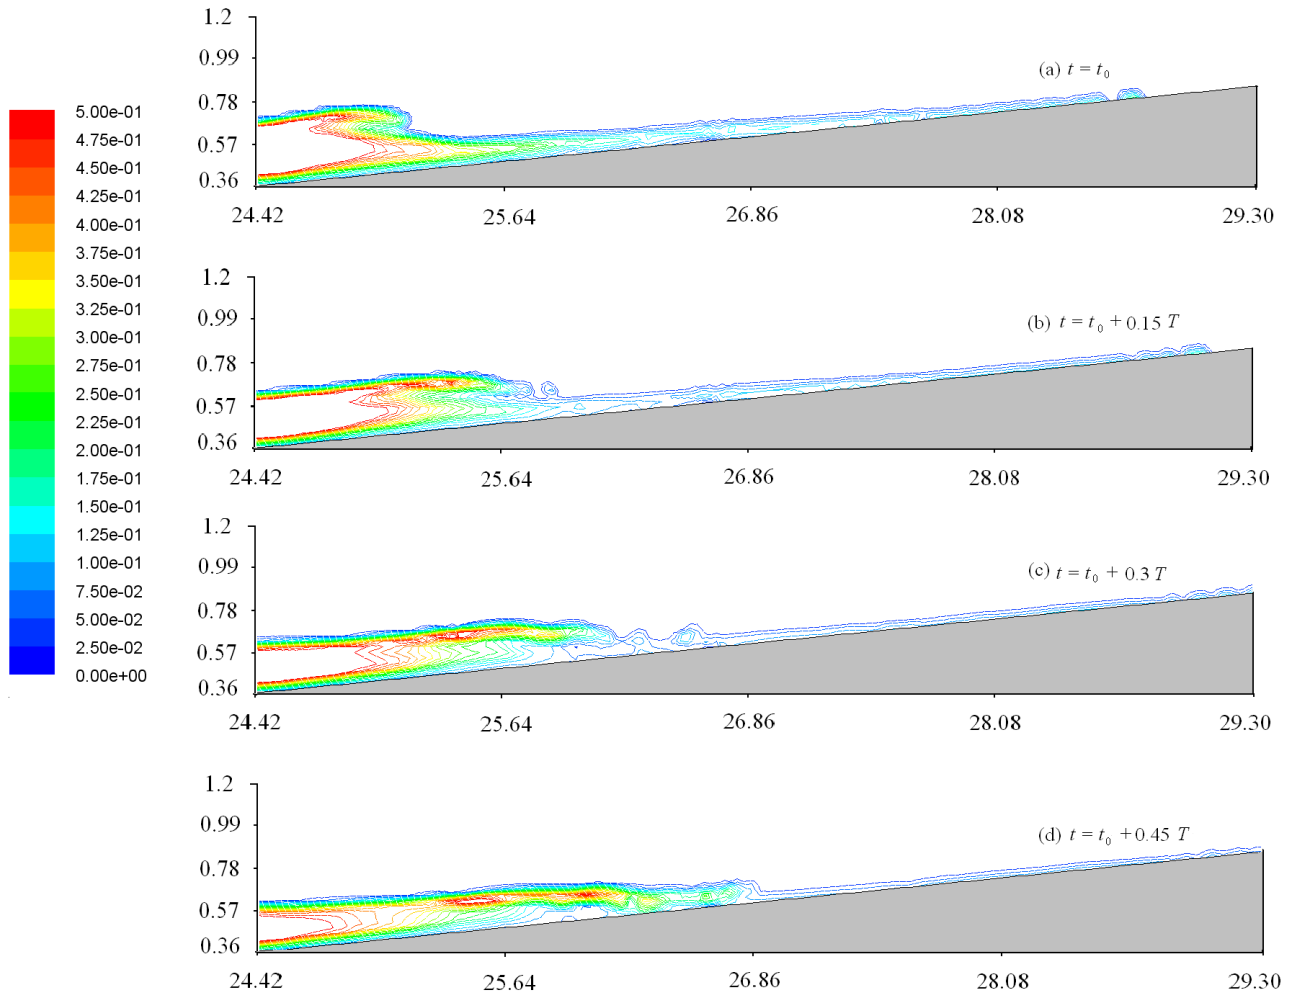 5.00e-01
4.75e-01
4.50e-01
4.25e-01
4.00e-01
3.75e-01
3.50e-01
3.25e-01
3.00e-01
2.75e-01
2.50e-01
2.25e-01
2.00e-01
1.75e-01
1.50e-01
1.25e-01
1.00e-01
7.50e-02
5.00e-02
2.50e-02
0.00e+00
1.2
0.99
0.78
0.57
0.36
(a) t = t₀
24.42 25.64 26.86 28.08 29.30
1.2
0.99
0.78
0.57
0.36
(b) t = t₀ + 0.15 T
24.42 25.64 26.86 28.08 29.30
1.2
0.99
0.78
0.57
0.36
(c) t = t₀ + 0.3 T
24.42 25.64 26.86 28.08 29.30
1.2
0.99
0.78
0.57
0.36
(d) t = t₀ + 0.45 T
24.42 25.64 26.86 28.08 29.30